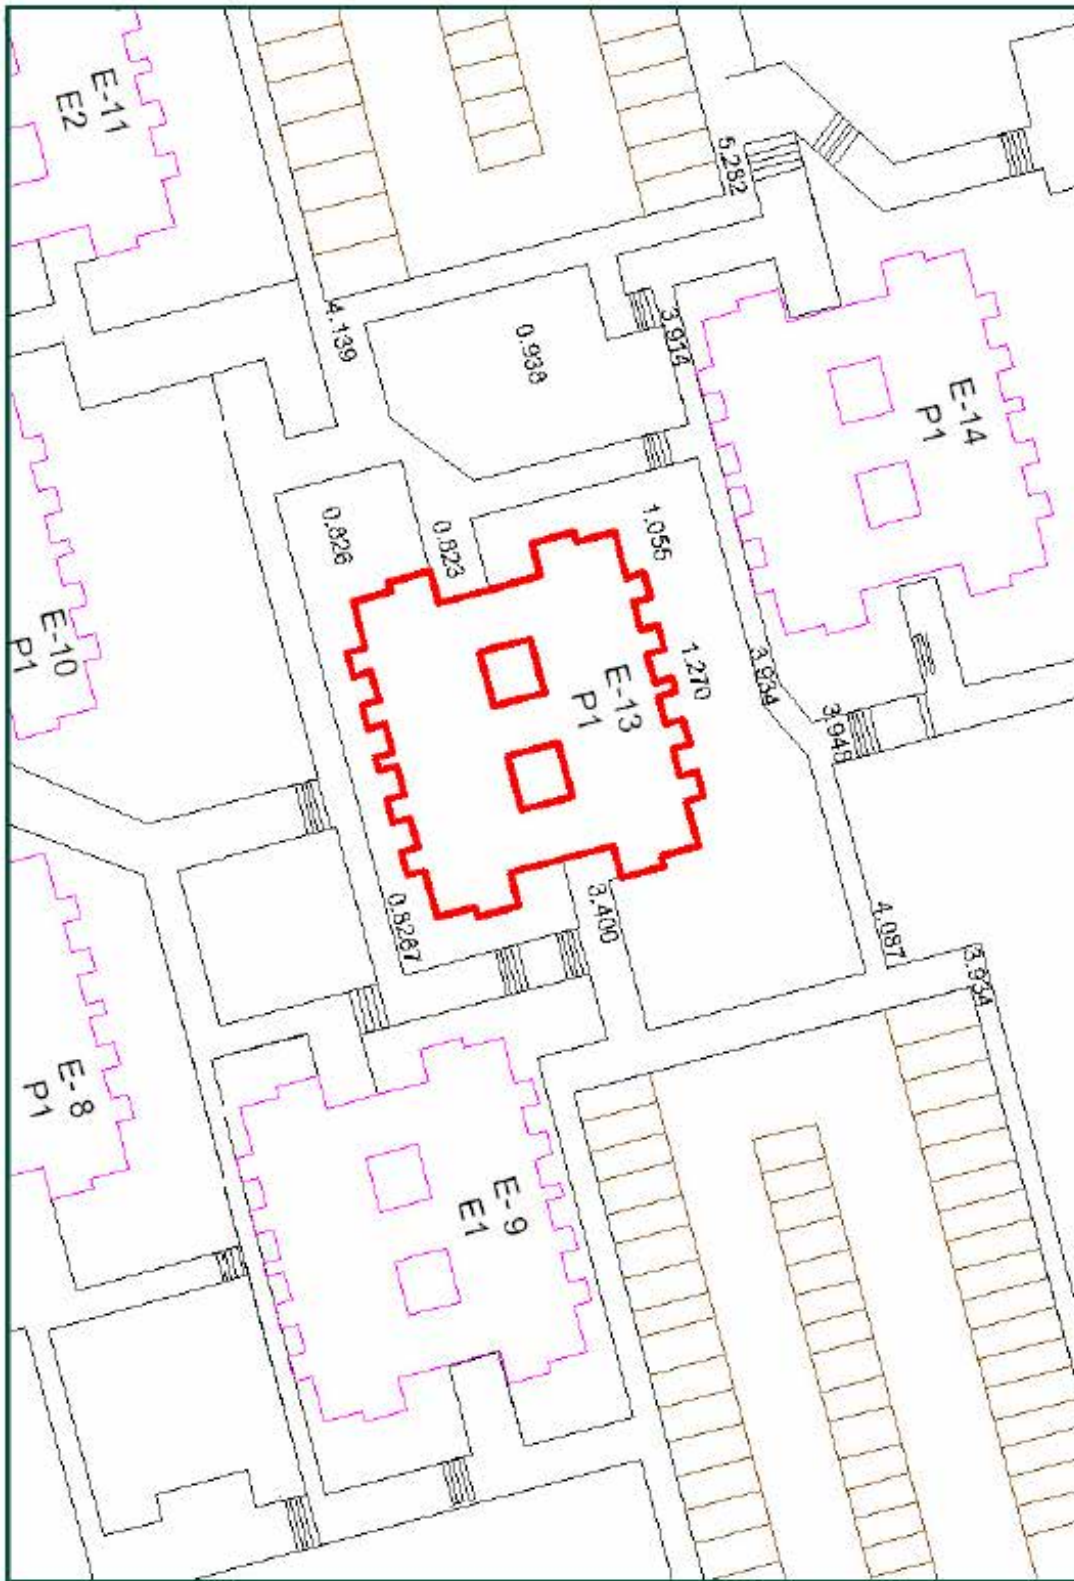 E-11
E2
5.282
4.139
0.938
3.914
E-14
P1
0.826
0.823
1.055
E-10
P1
E-13
P1
1.270
3.934
3.948
0.8267
3.400
4.087
3.934
E- 8
P1
E- 9
E1